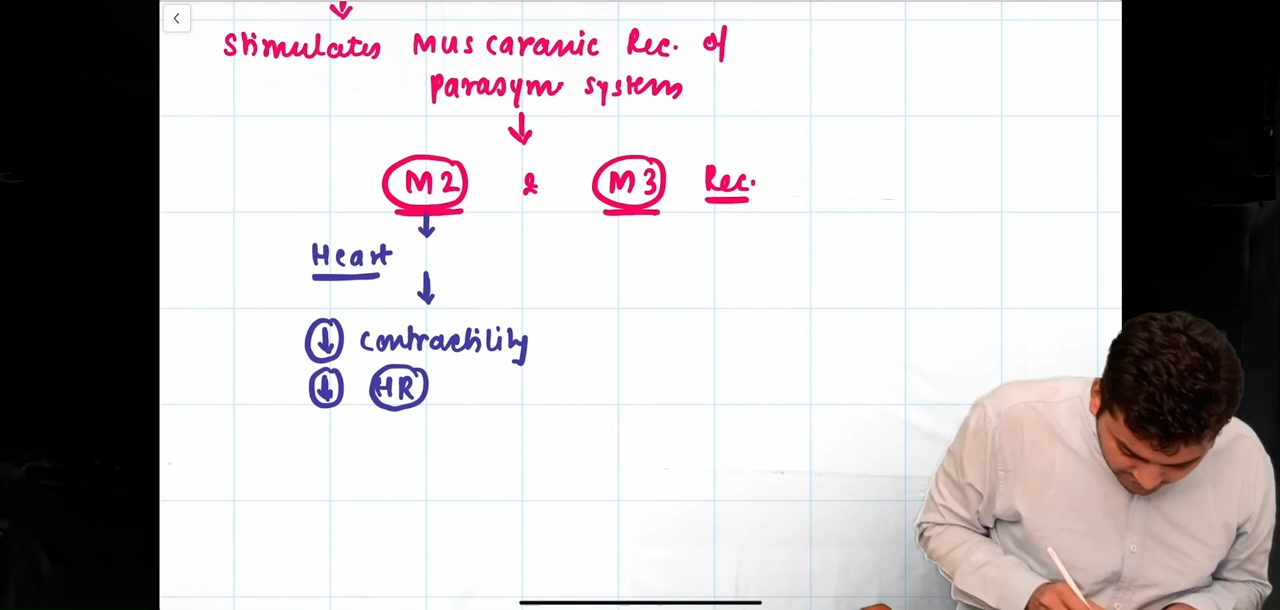 Stimulates Muscaranic Rec. of
parasym system
M2 & M3 Rec.
Heart
↓ contractility
↓ HR